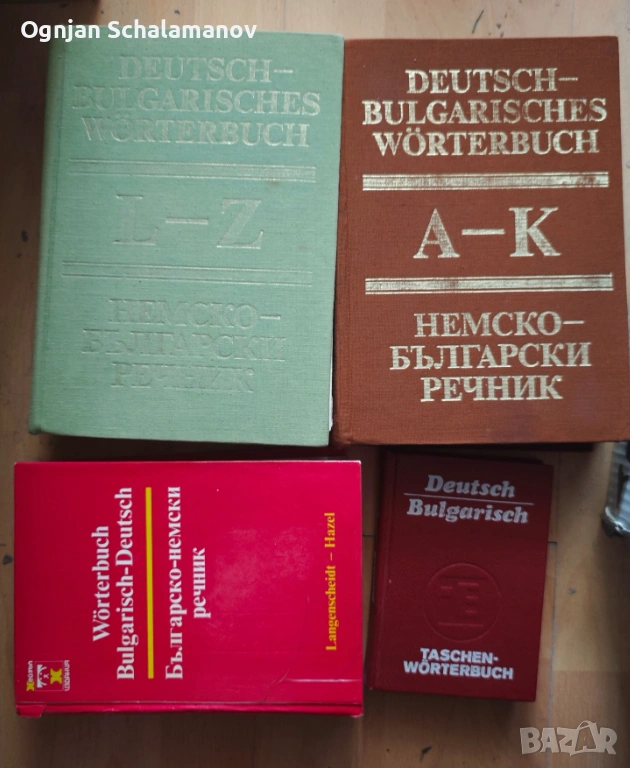 Ognjan Schalamanov
DEUTSCH–
BULGARISCHES
WÖRTERBUCH
L–Z
НЕМСКО–
БЪЛГАРСКИ
РЕЧНИК
DEUTSCH–
BULGARISCHES
WÖRTERBUCH
A–K
НЕМСКО–
БЪЛГАРСКИ
РЕЧНИК
Wörterbuch
Bulgarisch-Deutsch
Българско-немски
речник
Langenscheidt – Hazel
Deutsch
Bulgarisch
TASCHEN-
WÖRTERBUCH
BAZAR